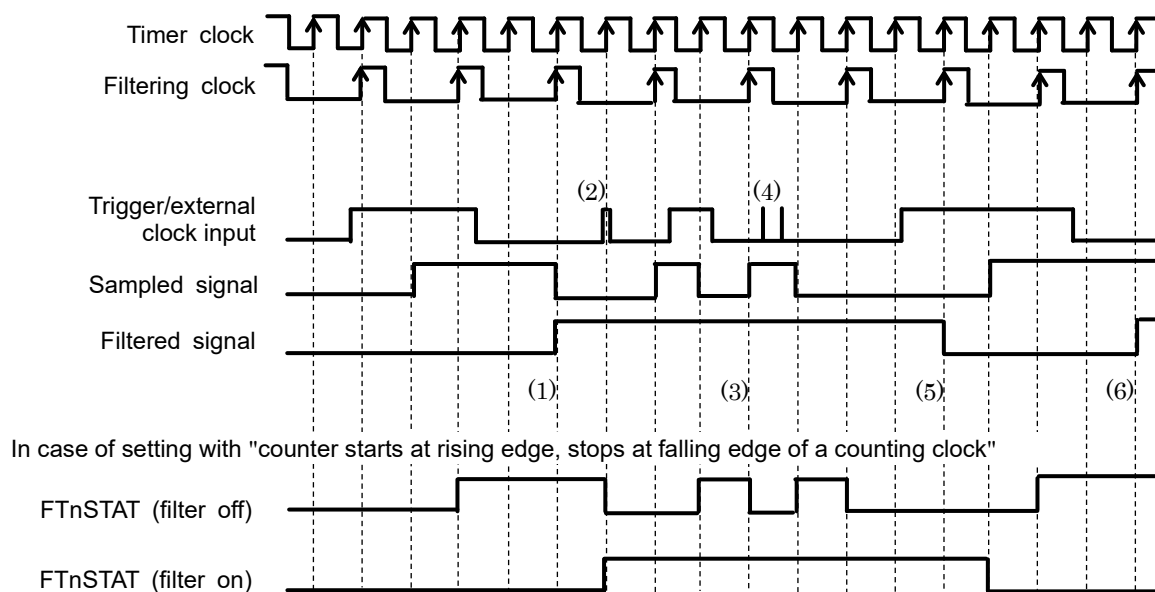 Timer clock
Filtering clock
(2)
(4)
Trigger/external
clock input
Sampled signal
Filtered signal
(1)
(3)
(5)
(6)
In case of setting with "counter starts at rising edge, stops at falling edge of a counting clock"
FTnSTAT (filter off)
FTnSTAT (filter on)